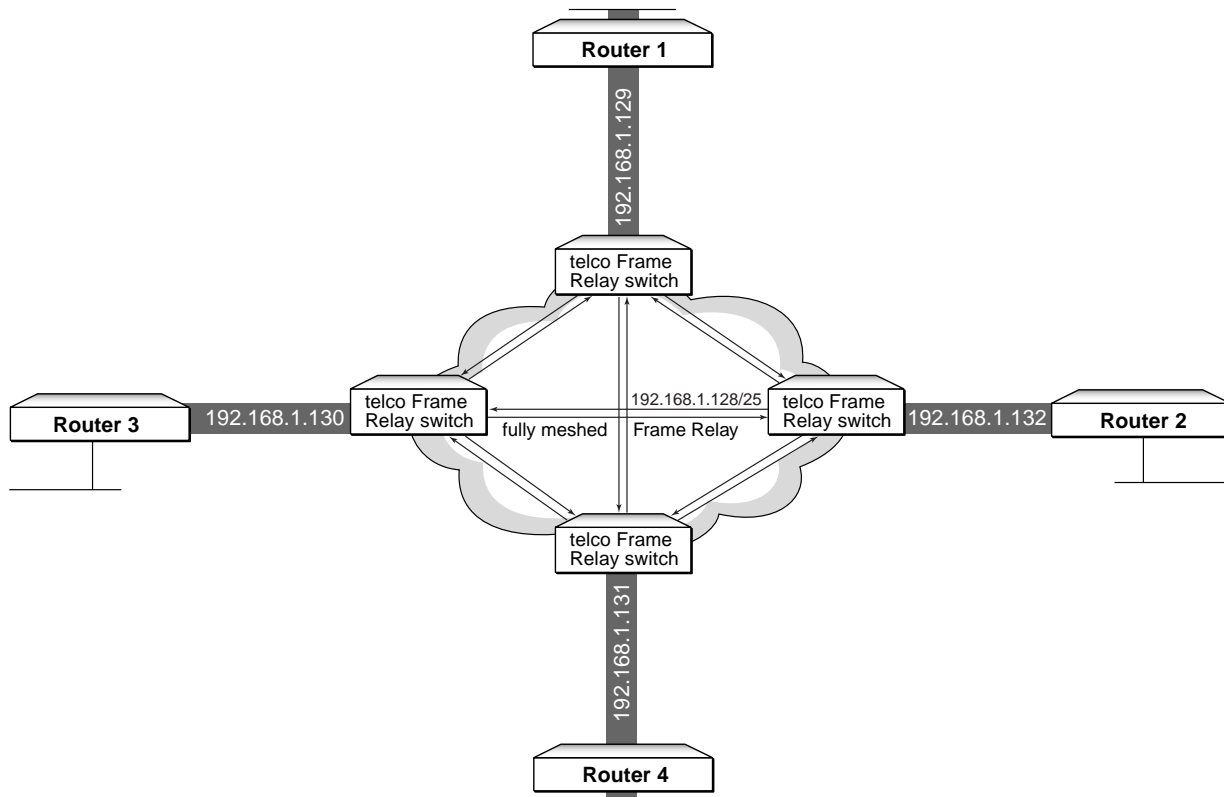 Router 1
192.168.1.129
telco Frame
Relay switch
192.168.1.128/25
telco Frame
Relay switch
telco Frame
Relay switch
Router 3
192.168.1.130
192.168.1.132
Router 2
fully meshed
Frame Relay
telco Frame
Relay switch
192.168.1.131
Router 4